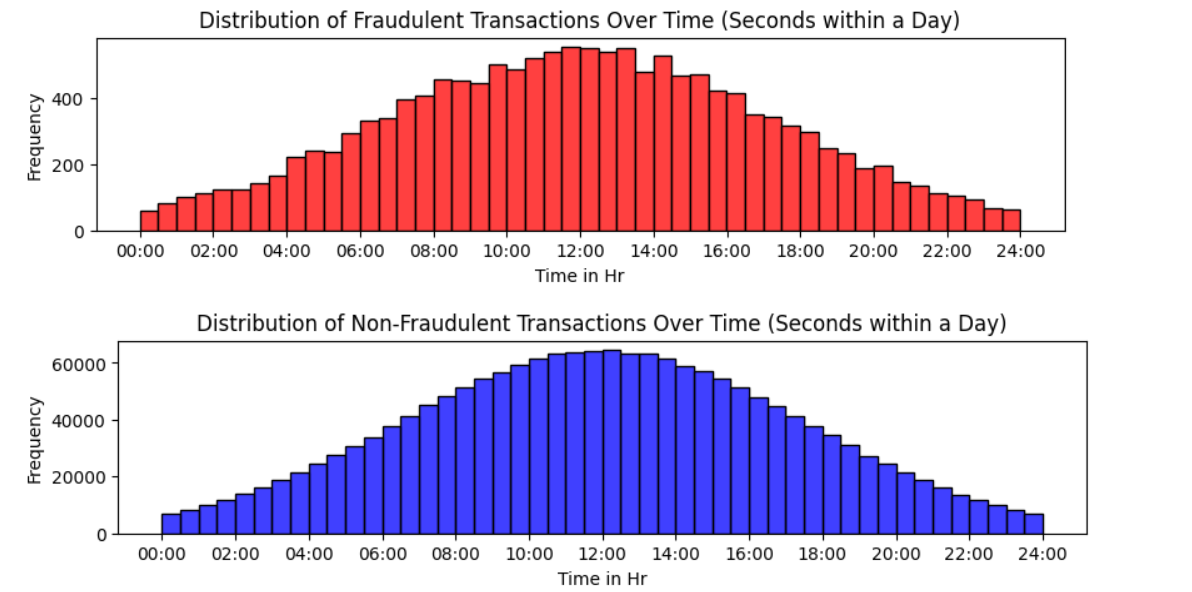 Distribution of Fraudulent Transactions Over Time (Seconds within a Day)
Frequency
400
200
0
00:00 02:00 04:00 06:00 08:00 10:00 12:00 14:00 16:00 18:00 20:00 22:00 24:00
Time in Hr
Distribution of Non-Fraudulent Transactions Over Time (Seconds within a Day)
Frequency
60000
40000
20000
0
00:00 02:00 04:00 06:00 08:00 10:00 12:00 14:00 16:00 18:00 20:00 22:00 24:00
Time in Hr